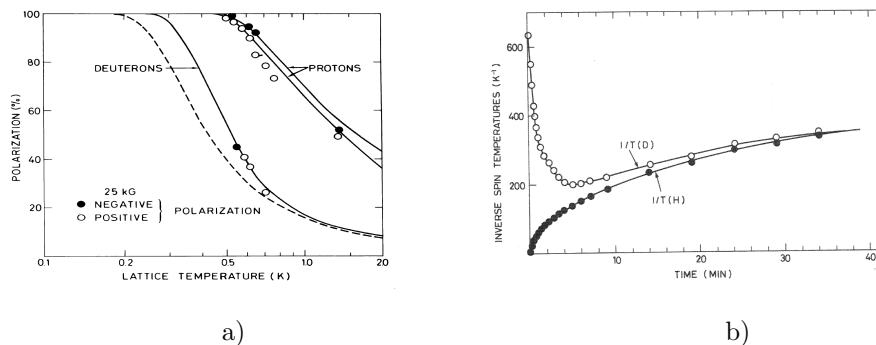 100
80
60
40
20
POLARIZATION (%)
DEUTERONS
PROTONS
25 kG
NEGATIVE
POSITIVE
POLARIZATION
0.1
0.2
0.5
1.0
20
LATTICE TEMPERATURE (K)
a)
600
400
200
INVERSE SPIN TEMPERATURES (K⁻¹)
1/T(D)
1/T(H)
10
20
30
40
TIME (MIN)
b)